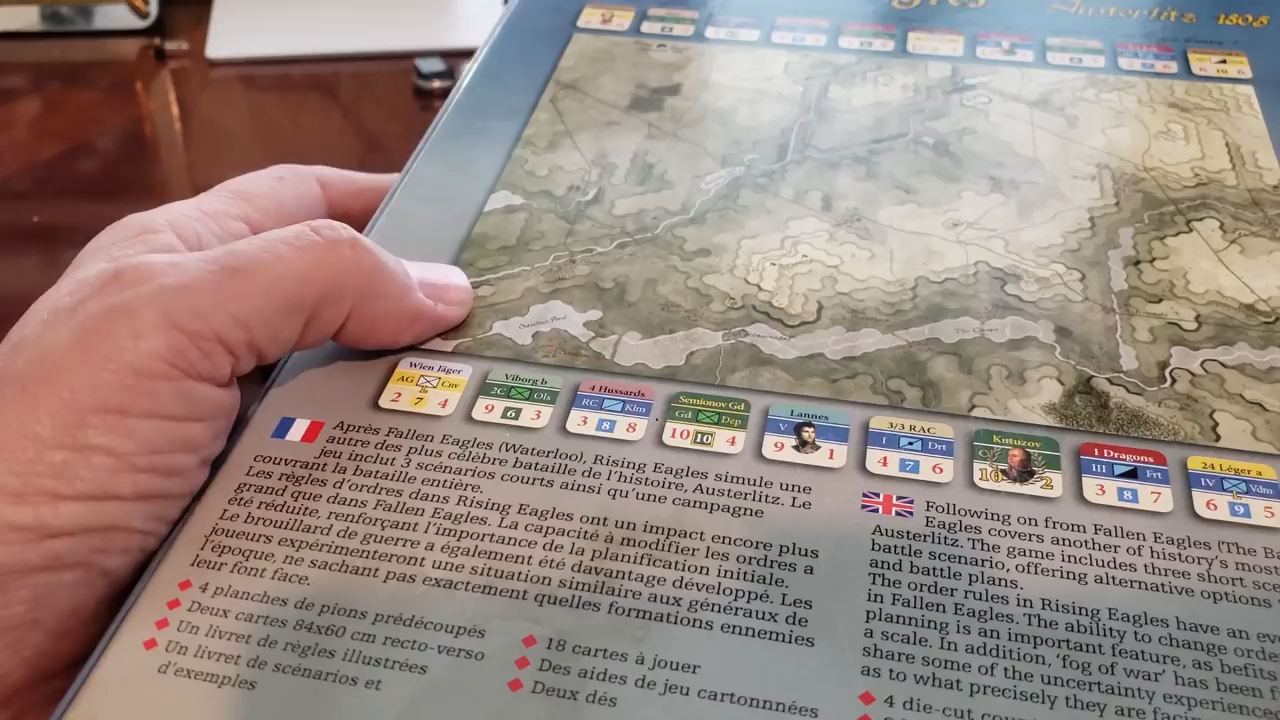 Austerlitz 1805
Wien Jäger
AG Cnv
2 7 4
Viborg b
2C Ols
9 6 3
4 Hussards
RC Klm
3 8 8
Semionov Gd
Gd Dep
10 10 4
Lannes
V
9 1
3/3 RAC
I Drt
4 7 6
Kutuzov
10 2
1 Dragons
III Frt
3 8 7
24 Léger a
IV Vdm
6 9 5
Après Fallen Eagles (Waterloo), Rising Eagles simule une
autre des plus célèbre bataille de l'histoire, Austerlitz. Le
jeu inclut 3 scénarios courts ainsi qu'une campagne
couvrant la bataille entière.
Les règles d'ordres dans Rising Eagles ont un impact encore plus
grand que dans Fallen Eagles. La capacité à modifier les ordres a
été réduite, renforçant l'importance de la planification initiale.
Le brouillard de guerre a également été davantage développé. Les
joueurs expérimenteront une situation similaire aux généraux de
l'époque, ne sachant pas exactement quelles formations ennemies
leur font face.
4 planches de pions prédécoupés
Deux cartes 84x60 cm recto-verso
Un livret de règles illustrées
Un livret de scénarios et
d'exemples
18 cartes à jouer
Des aides de jeu cartonnnées
Deux dés
Following on from Fallen Eagles (The Ba
Eagles covers another of history's most
Austerlitz. The game includes three short sce
battle scenario, offering alternative options
and battle plans.
The order rules in Rising Eagles have an ev
in Fallen Eagles. The ability to change orde
planning is an important feature, as befits
a scale. In addition, 'fog of war' has been f
share some of the uncertainty experience
as to what precisely they are faci
4 die-cut coun